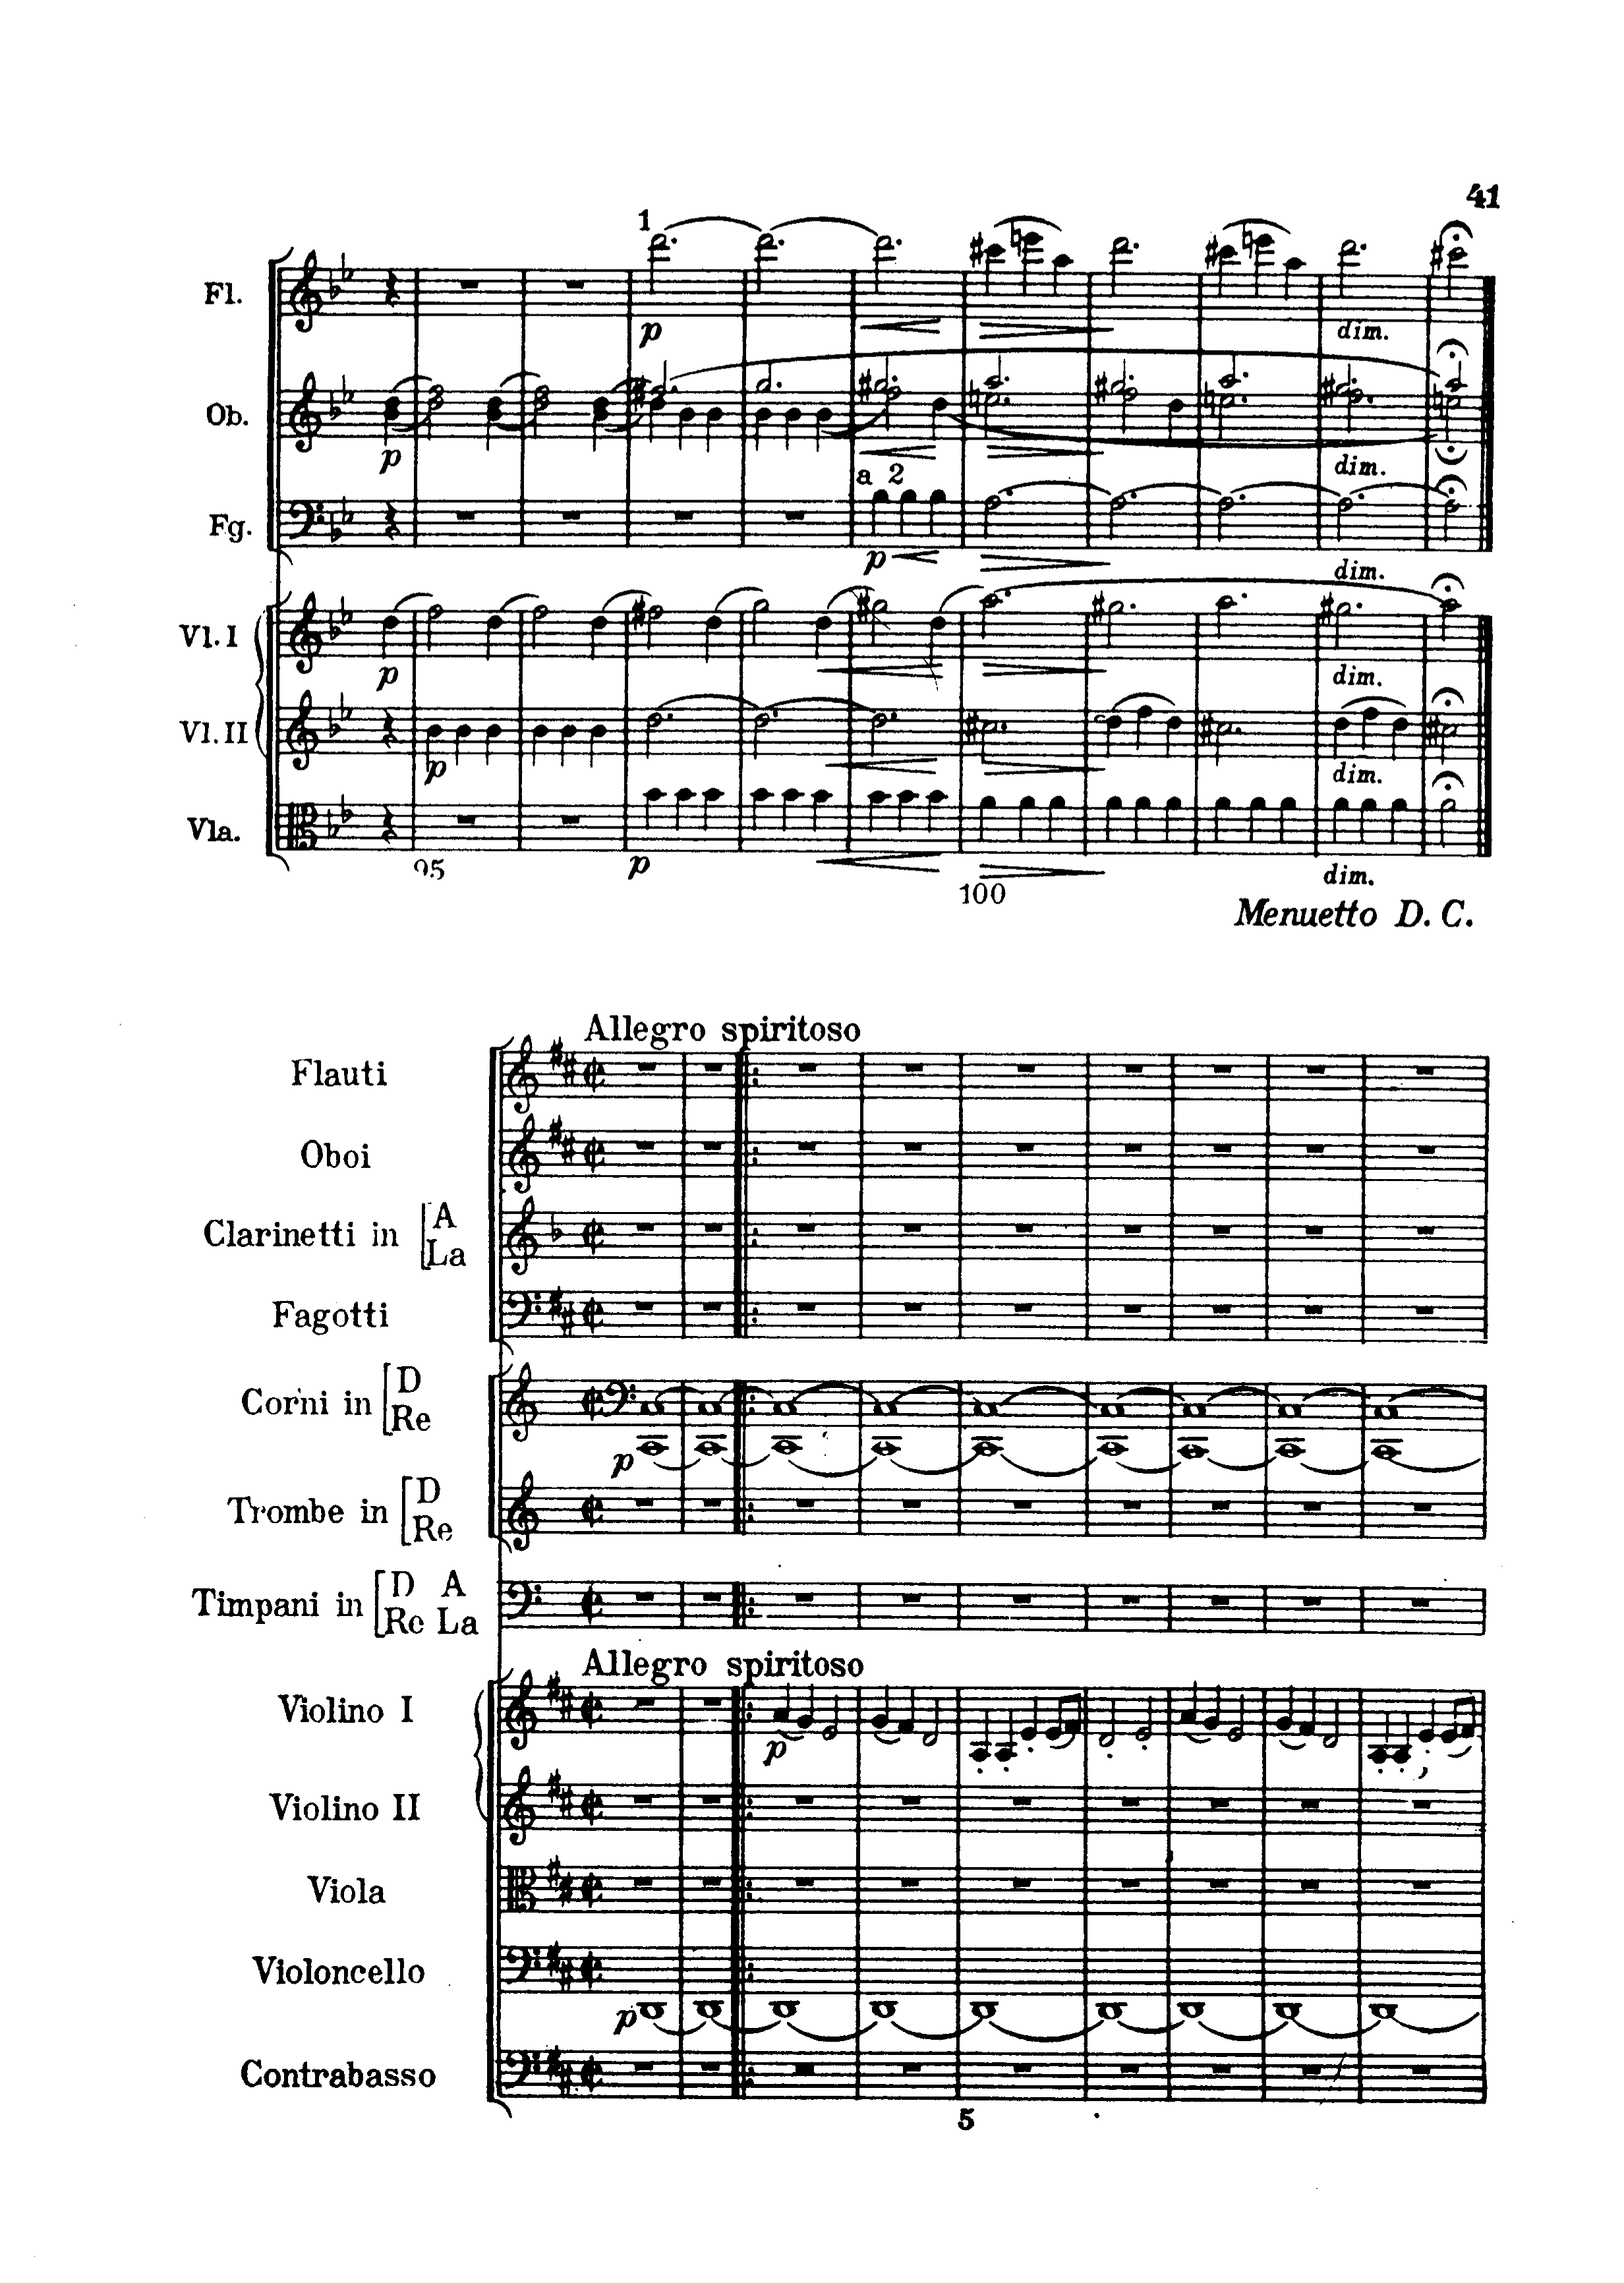 41
1
Fl.
p
dim.
Ob.
p
dim.
a 2
Fg.
p
dim.
Vl. I
p
dim.
Vl. II
p
dim.
Vla.
p
dim.
95
100
Menuetto D. C.
Allegro spiritoso
Flauti
Oboi
Clarinetti in [A La
Fagotti
Corni in [D Re
p
Trombe in [D Re
Timpani in [D A Re La
Allegro spiritoso
Violino I
p
Violino II
Viola
Violoncello
p
Contrabasso
5